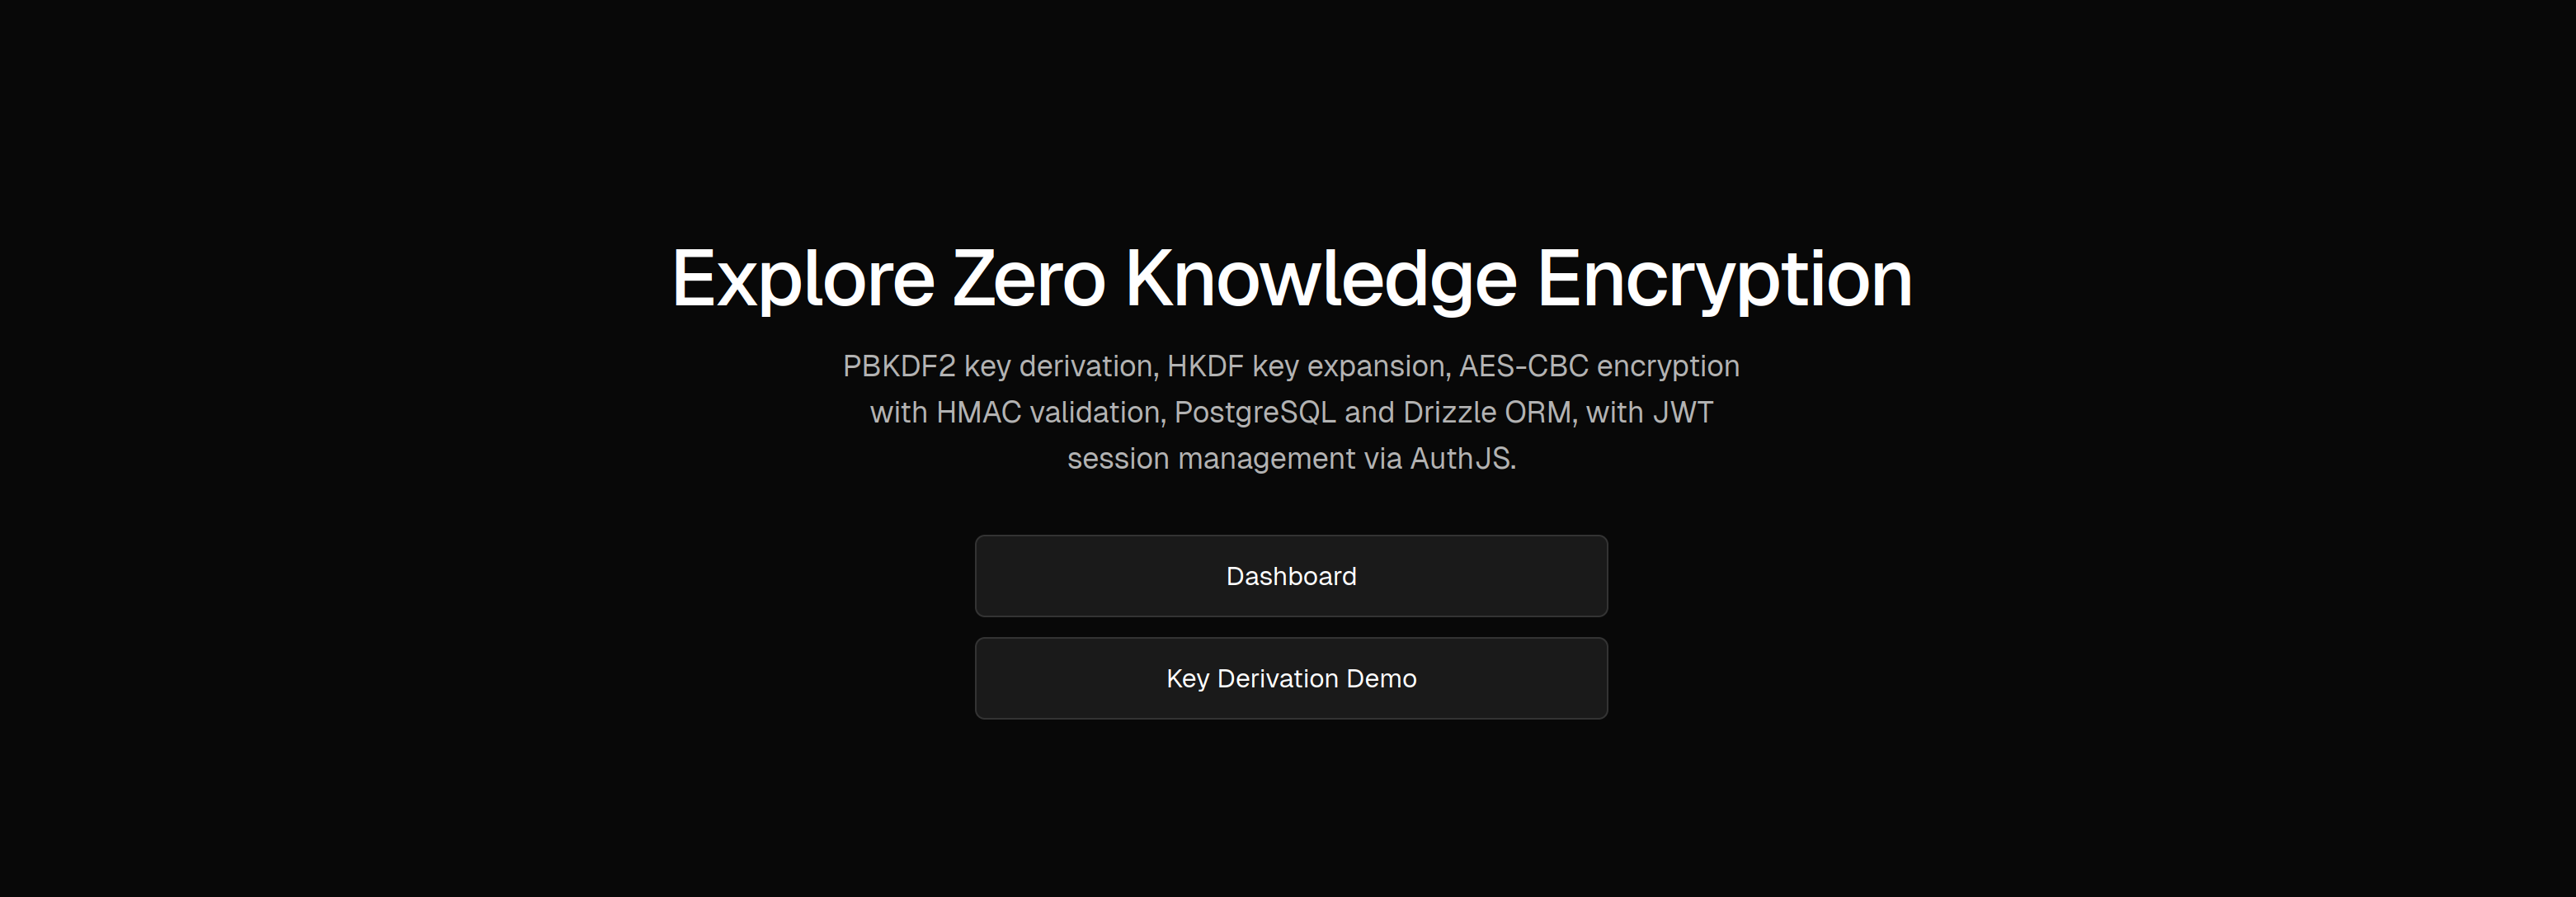 Explore Zero Knowledge Encryption
PBKDF2 key derivation, HKDF key expansion, AES-CBC encryption
with HMAC validation, PostgreSQL and Drizzle ORM, with JWT
session management via AuthJS.
Dashboard
Key Derivation Demo